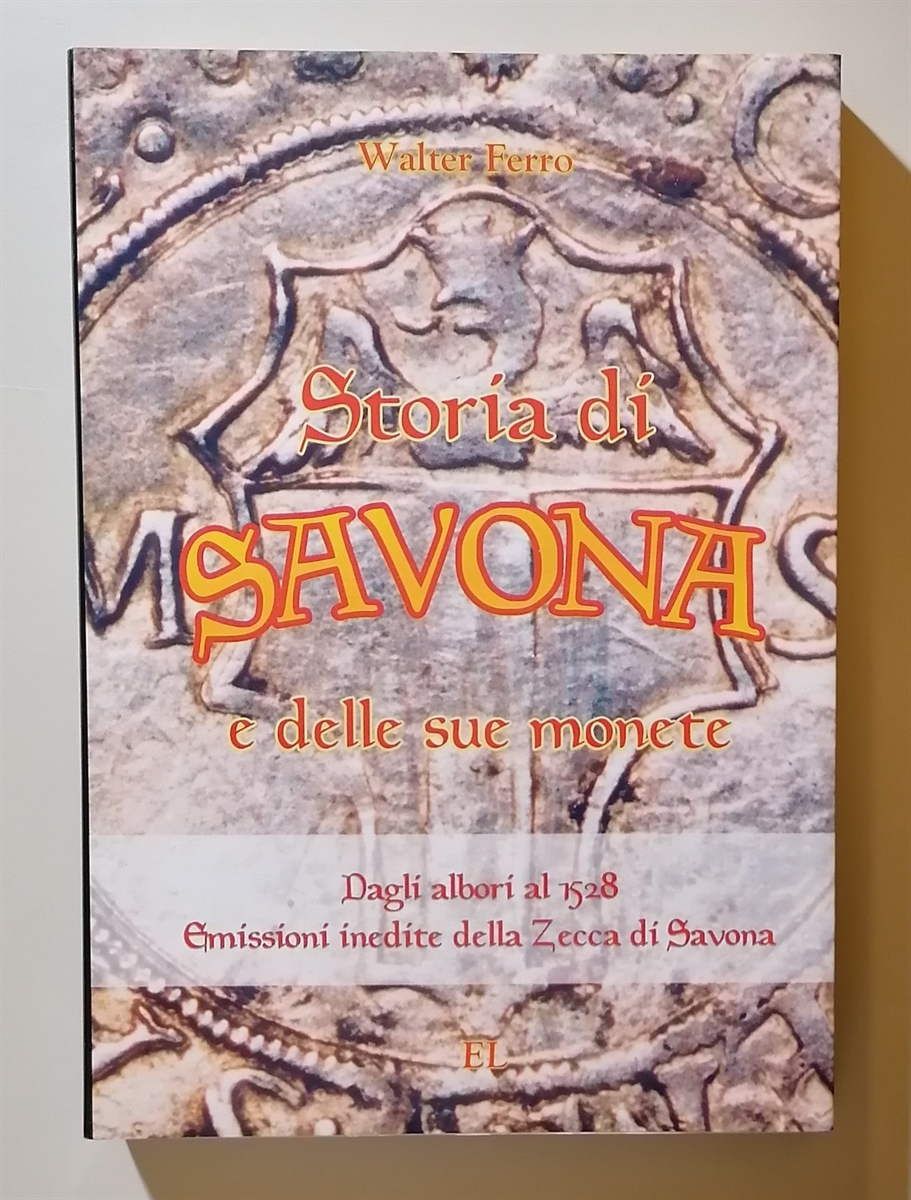 Walter Ferro
Storia di
SAVONA
e delle sue monete
Dagli albori al 1528
Emissioni inedite della Zecca di Savona
EL